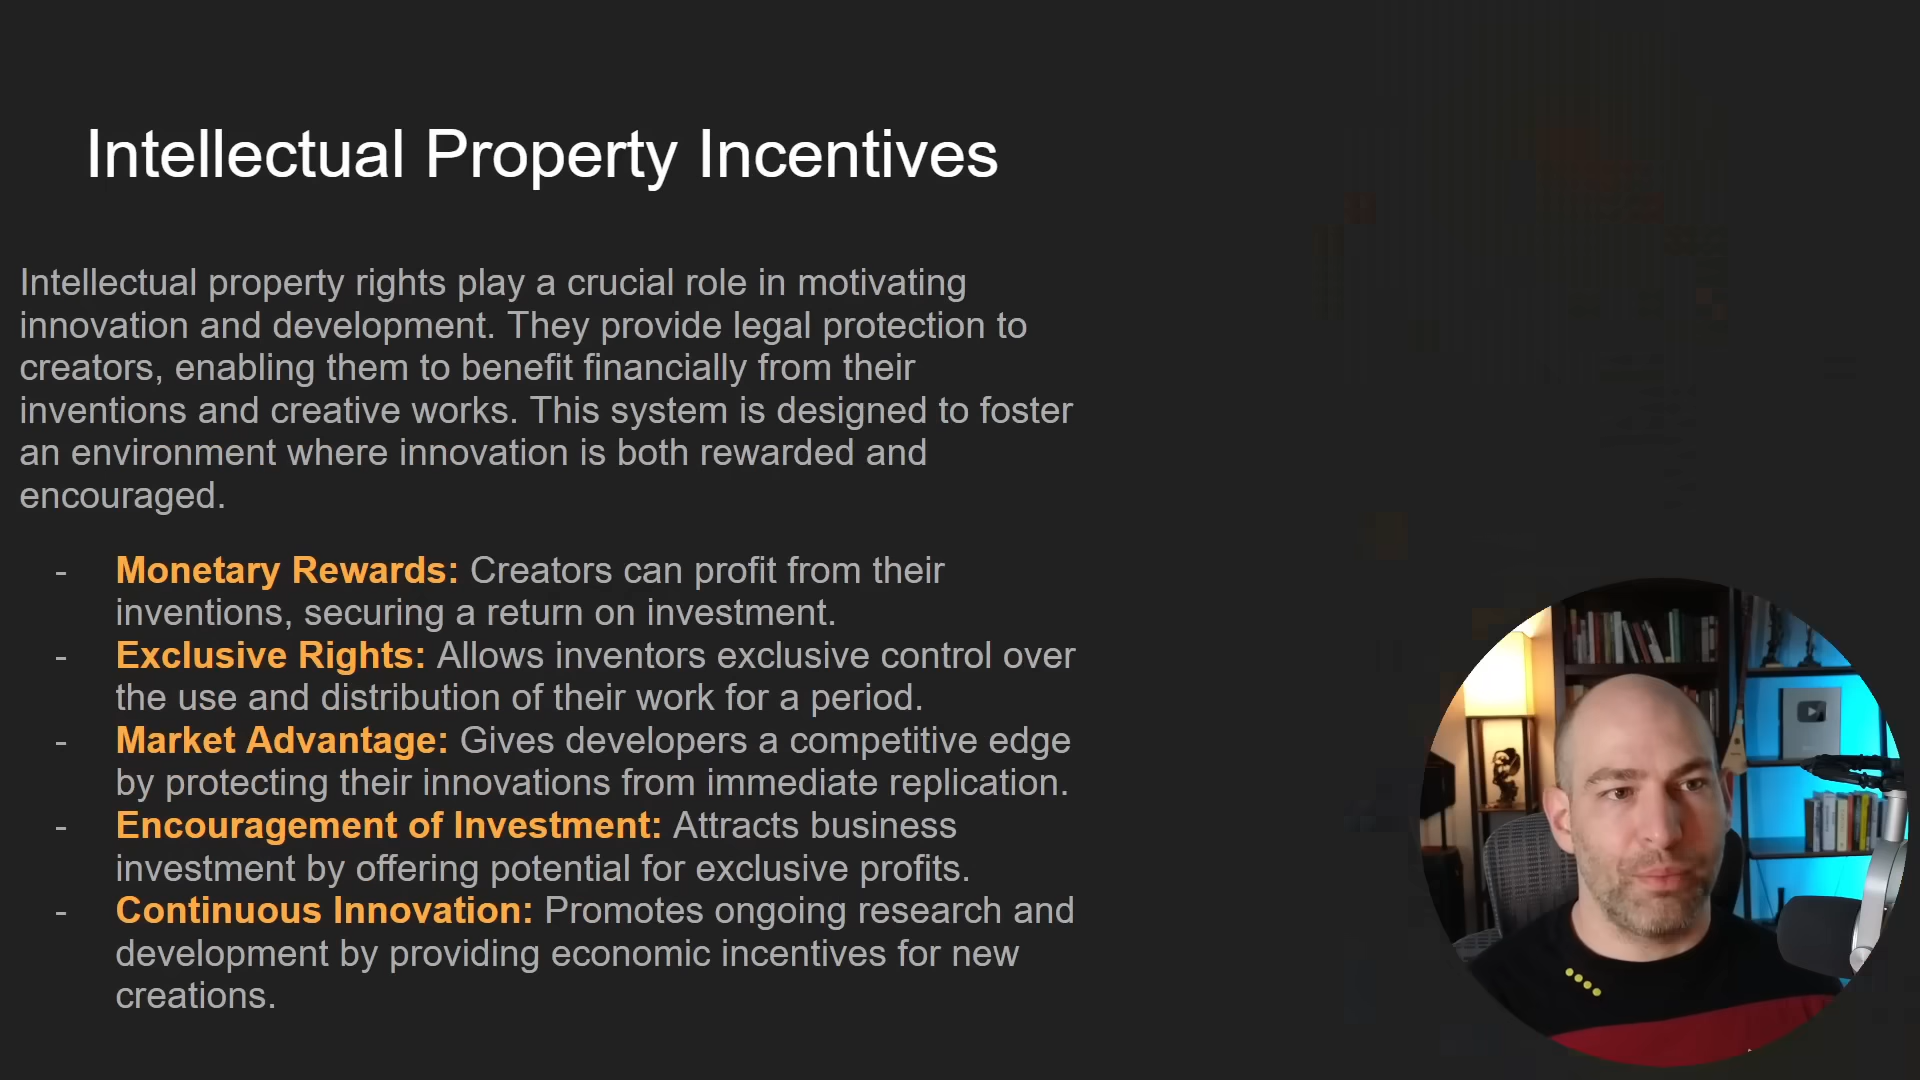 Intellectual Property Incentives
Intellectual property rights play a crucial role in motivating
innovation and development. They provide legal protection to
creators, enabling them to benefit financially from their
inventions and creative works. This system is designed to foster
an environment where innovation is both rewarded and
encouraged.
- Monetary Rewards: Creators can profit from their
inventions, securing a return on investment.
- Exclusive Rights: Allows inventors exclusive control over
the use and distribution of their work for a period.
- Market Advantage: Gives developers a competitive edge
by protecting their innovations from immediate replication.
- Encouragement of Investment: Attracts business
investment by offering potential for exclusive profits.
- Continuous Innovation: Promotes ongoing research and
development by providing economic incentives for new
creations.